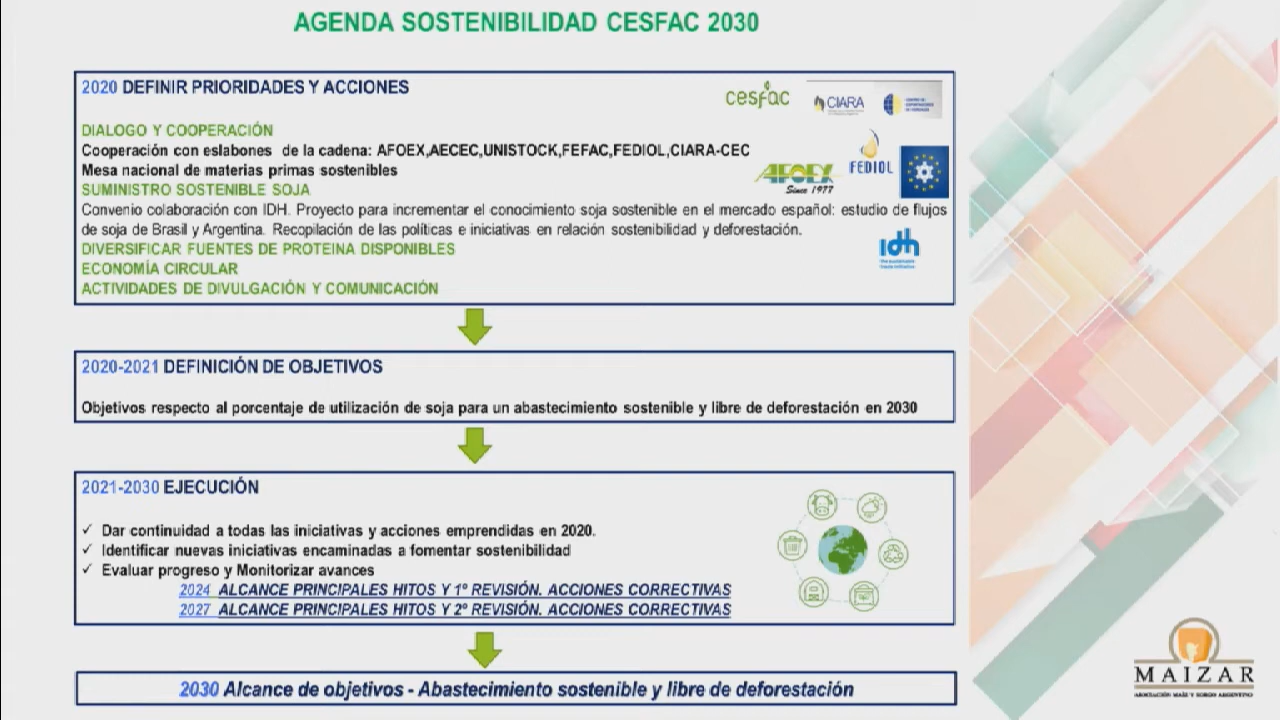 AGENDA SOSTENIBILIDAD CESFAC 2030
2020 DEFINIR PRIORIDADES Y ACCIONES
cesfac
CIARA
DIALOGO Y COOPERACIÓN
Cooperación con eslabones de la cadena: AFOEX,AECEC,UNISTOCK,FEFAC,FEDIOL,CIARA-CEC
Mesa nacional de materias primas sostenibles
FEDIOL
AFOEX
Since 1977
SUMINISTRO SOSTENIBLE SOJA
Convenio colaboración con IDH. Proyecto para incrementar el conocimiento soja sostenible en el mercado español: estudio de flujos
de soja de Brasil y Argentina. Recopilación de las políticas e iniciativas en relación sostenibilidad y deforestación.
idh
the sustainable
trade initiative
DIVERSIFICAR FUENTES DE PROTEINA DISPONIBLES
ECONOMÍA CIRCULAR
ACTIVIDADES DE DIVULGACIÓN Y COMUNICACIÓN
2020-2021 DEFINICIÓN DE OBJETIVOS
Objetivos respecto al porcentaje de utilización de soja para un abastecimiento sostenible y libre de deforestación en 2030
2021-2030 EJECUCIÓN
✓ Dar continuidad a todas las iniciativas y acciones emprendidas en 2020.
✓ Identificar nuevas iniciativas encaminadas a fomentar sostenibilidad
✓ Evaluar progreso y Monitorizar avances
2024 ALCANCE PRINCIPALES HITOS Y 1º REVISIÓN. ACCIONES CORRECTIVAS
2027 ALCANCE PRINCIPALES HITOS Y 2º REVISIÓN. ACCIONES CORRECTIVAS
2030 Alcance de objetivos - Abastecimiento sostenible y libre de deforestación
MAIZAR
ASOCIACIÓN MAÍZ Y SORGO ARGENTINO